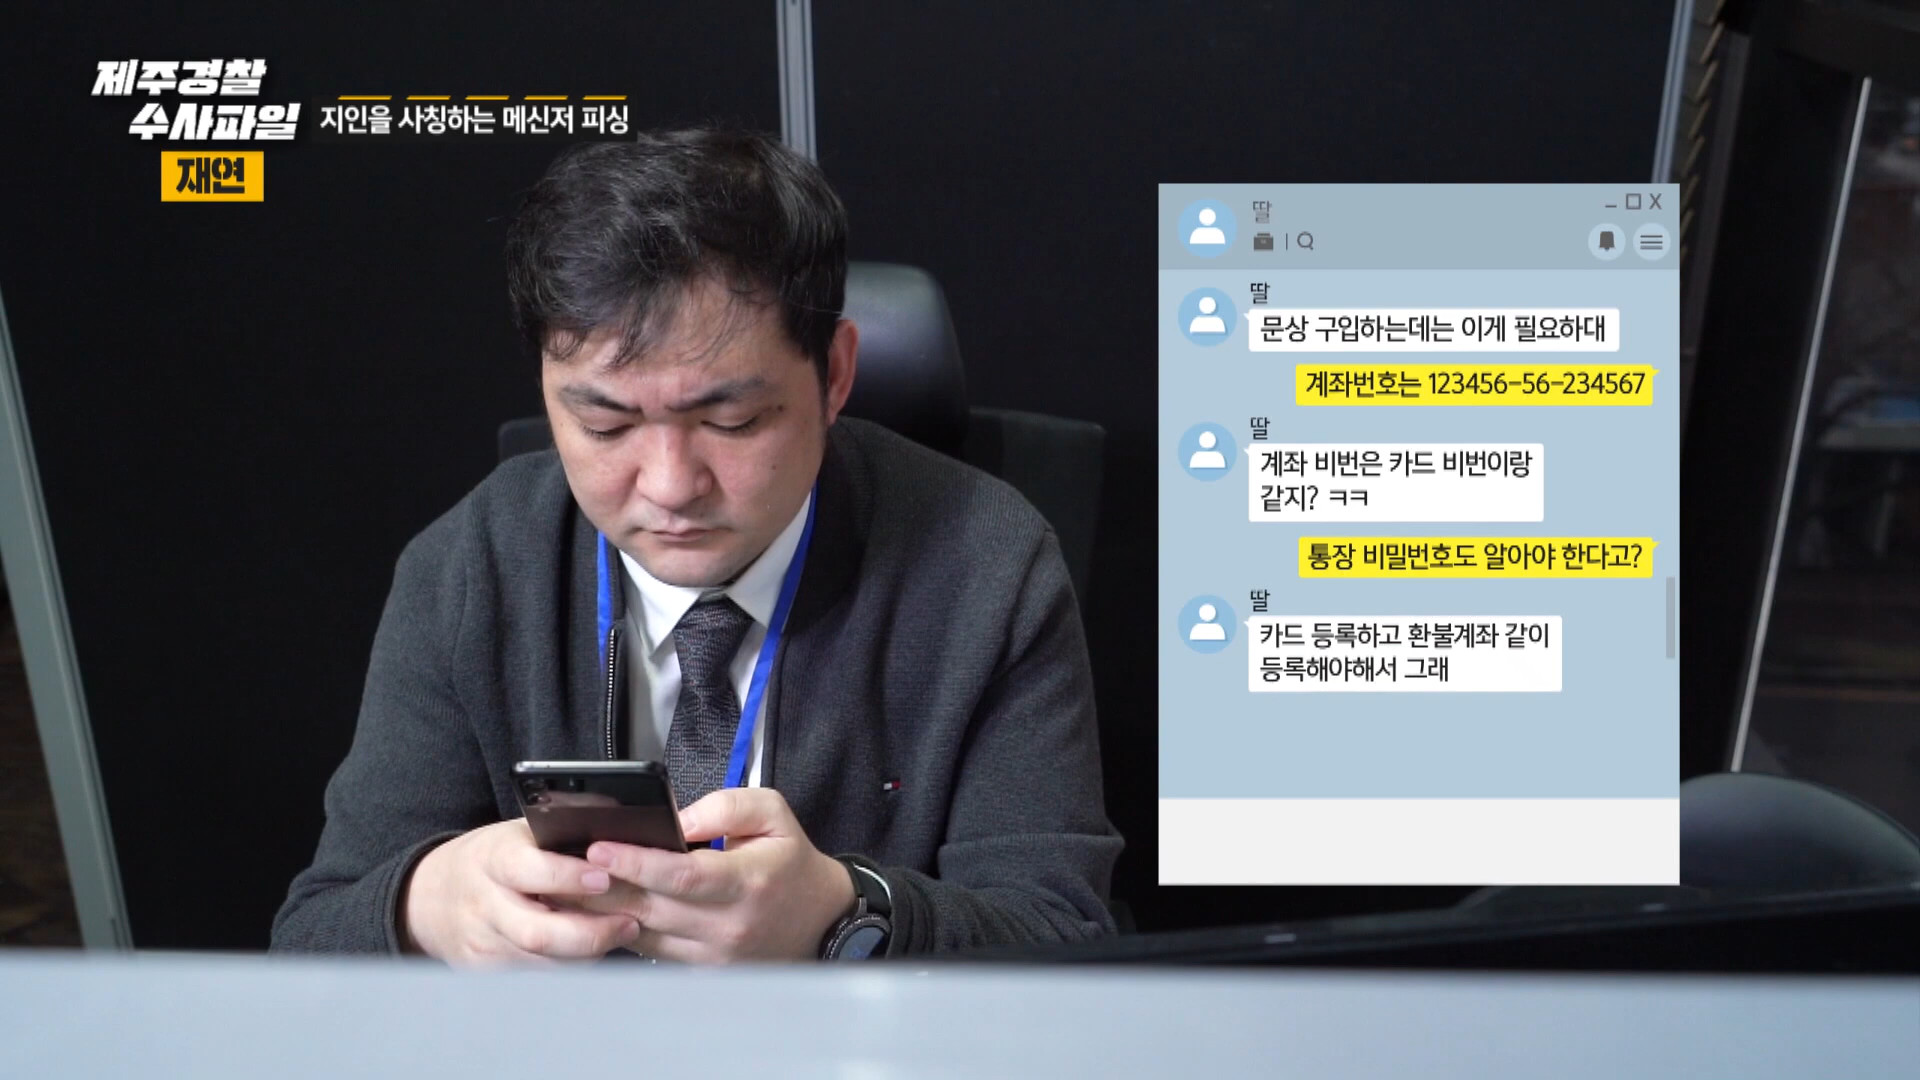 제주경찰
수사파일
재연
지인을 사칭하는 메신저 피싱
딸
딸
문상 구입하는데는 이게 필요하대
계좌번호는 123456-56-234567
딸
계좌 비번은 카드 비번이랑
같지? ㅋㅋ
통장 비밀번호도 알아야 한다고?
딸
카드 등록하고 환불계좌 같이
등록해야해서 그래